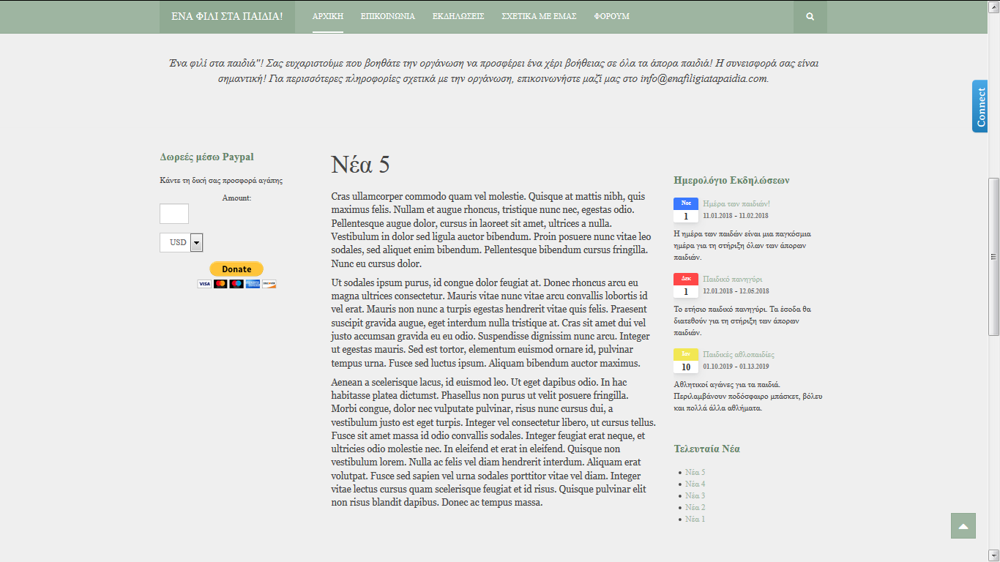 ΕΝΑ ΦΙΛΙ ΣΤΑ ΠΑΙΔΙΑ!
ΑΡΧΙΚΗ
ΕΠΙΚΟΙΝΩΝΙΑ
ΕΚΔΗΛΩΣΕΙΣ
ΣΧΕΤΙΚΑ ΜΕ ΕΜΑΣ
ΦΟΡΟΥΜ
Ένα φιλί στα παιδιά"! Σας ευχαριστούμε που βοηθάτε την οργάνωση να προσφέρει ένα χέρι βοήθειας σε όλα τα άπορα παιδιά! Η συνεισφορά σας είναι
σημαντική! Για περισσότερες πληροφορίες σχετικά με την οργάνωση, επικοινωνήστε μαζί μας στο info@enafiligiatapaidia.com.
Connect
Δωρεές μέσω Paypal
Κάντε τη δική σας προσφορά αγάπης
Amount:
USD
Donate
VISA
DISCOVER
Νέα 5
Cras ullamcorper commodo quam vel molestie. Quisque at mattis nibh, quis
maximus felis. Nullam et augue rhoncus, tristique nunc nec, egestas odio.
Pellentesque augue dolor, cursus in laoreet sit amet, ultrices a nulla.
Vestibulum in dolor sed ligula auctor bibendum. Proin posuere nunc vitae leo
sodales, sed aliquet enim bibendum. Pellentesque bibendum cursus fringilla.
Nunc eu cursus dolor.
Ut sodales ipsum purus, id congue dolor feugiat at. Donec rhoncus arcu eu
magna ultrices consectetur. Mauris vitae nunc vitae arcu convallis lobortis id
vel erat. Mauris non nunc a turpis egestas hendrerit vitae quis felis. Praesent
suscipit gravida augue, eget interdum nulla tristique at. Cras sit amet dui vel
justo accumsan gravida eu eu odio. Suspendisse dignissim nunc arcu. Integer
ut egestas mauris. Sed est tortor, elementum euismod ornare id, pulvinar
tempus urna. Fusce sed luctus ipsum. Aliquam bibendum auctor maximus.
Aenean a scelerisque lacus, id euismod leo. Ut eget dapibus odio. In hac
habitasse platea dictumst. Phasellus non purus ut velit posuere fringilla.
Morbi congue, dolor nec vulputate pulvinar, risus nunc cursus dui, a
vestibulum justo est eget turpis. Integer vel consectetur libero, ut cursus tellus.
Fusce sit amet massa id odio convallis sodales. Integer feugiat erat neque, et
ultricies odio molestie nec. In eleifend et erat in eleifend. Quisque non
vestibulum lorem. Nulla ac felis vel diam hendrerit interdum. Aliquam erat
volutpat. Fusce sed sapien vel urna sodales porttitor vitae vel diam. Integer
vitae lectus cursus quam scelerisque feugiat et id risus. Quisque pulvinar elit
non risus blandit dapibus. Donec ac tempus massa.
Ημερολόγιο Εκδηλώσεων
Νοε
1
Ημέρα των παιδιών!
11.01.2018 - 11.02.2018
Η ημέρα των παιδών είναι μια παγκόσμια
ημέρα για τη στήριξη όλων των άπορων
παιδιών.
Δεκ
1
Παιδικό πανηγύρι
12.01.2018 - 12.05.2018
Το ετήσιο παιδικό πανηγύρι. Τα έσοδα θα
διατεθούν για τη στήριξη των άπορων
παιδιών.
Ιαν
10
Παιδικές αθλοπαιδίες
01.10.2019 - 01.13.2019
Αθλητικοί αγάνες για τα παιδιά.
Περιλαμβάνουν ποδόσφαιρο μπάσκετ, βόλευ
και πολλά άλλα αθλήματα.
Τελευταία Νέα
Νέα 5
Νέα 4
Νέα 3
Νέα 2
Νέα 1